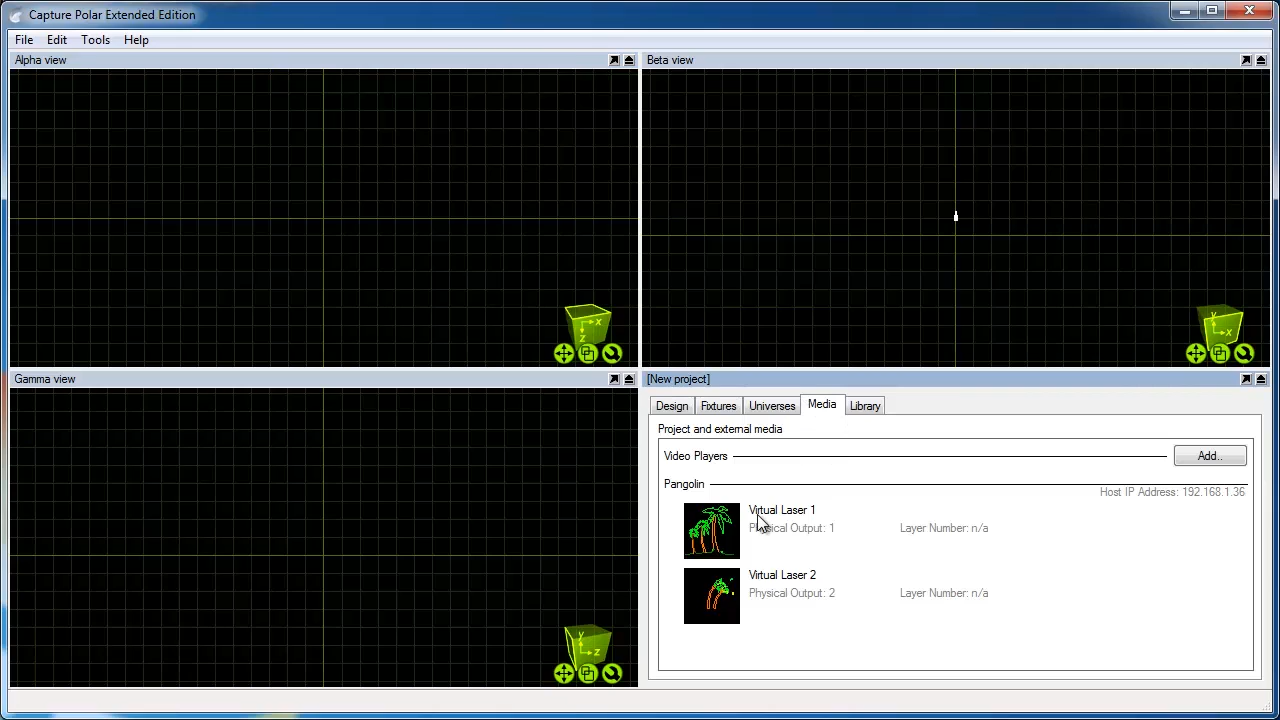 Capture Polar Extended Edition
File Edit Tools Help
Alpha view
Beta view
x
z
y
x
Gamma view
y
z
[New project]
Design Fixtures Universes Media Library
Project and external media
Video Players Add..
Pangolin
Host IP Address: 192.168.1.36
Virtual Laser 1
Physical Output: 1 Layer Number: n/a
Virtual Laser 2
Physical Output: 2 Layer Number: n/a